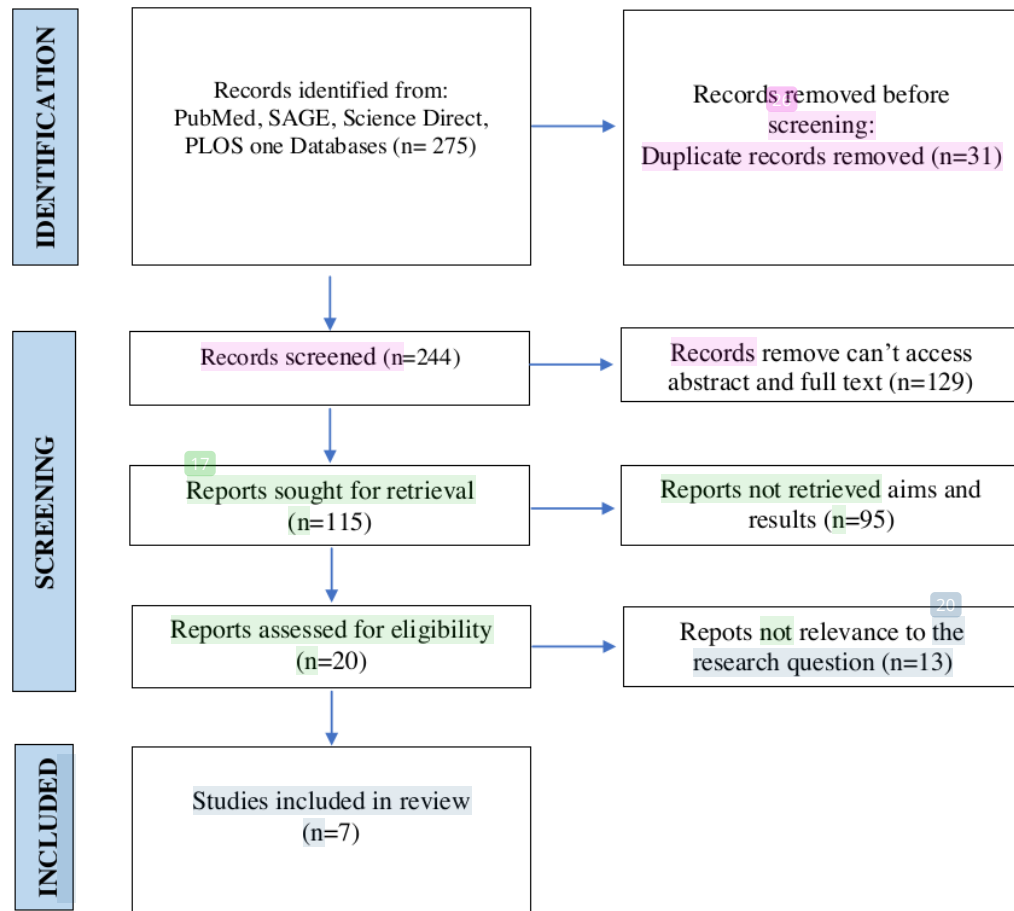 IDENTIFICATION
Records identified from:
PubMed, SAGE, Science Direct,
PLOS one Databases (n= 275)
Records removed before
screening:
Duplicate records removed (n=31)
SCREENING
Records screened (n=244)
Records remove can't access
abstract and full text (n=129)
17
Reports sought for retrieval
(n=115)
Reports not retrieved aims and
results (n=95)
Reports assessed for eligibility
(n=20)
20
Repots not relevance to the
research question (n=13)
INCLUDED
Studies included in review
(n=7)